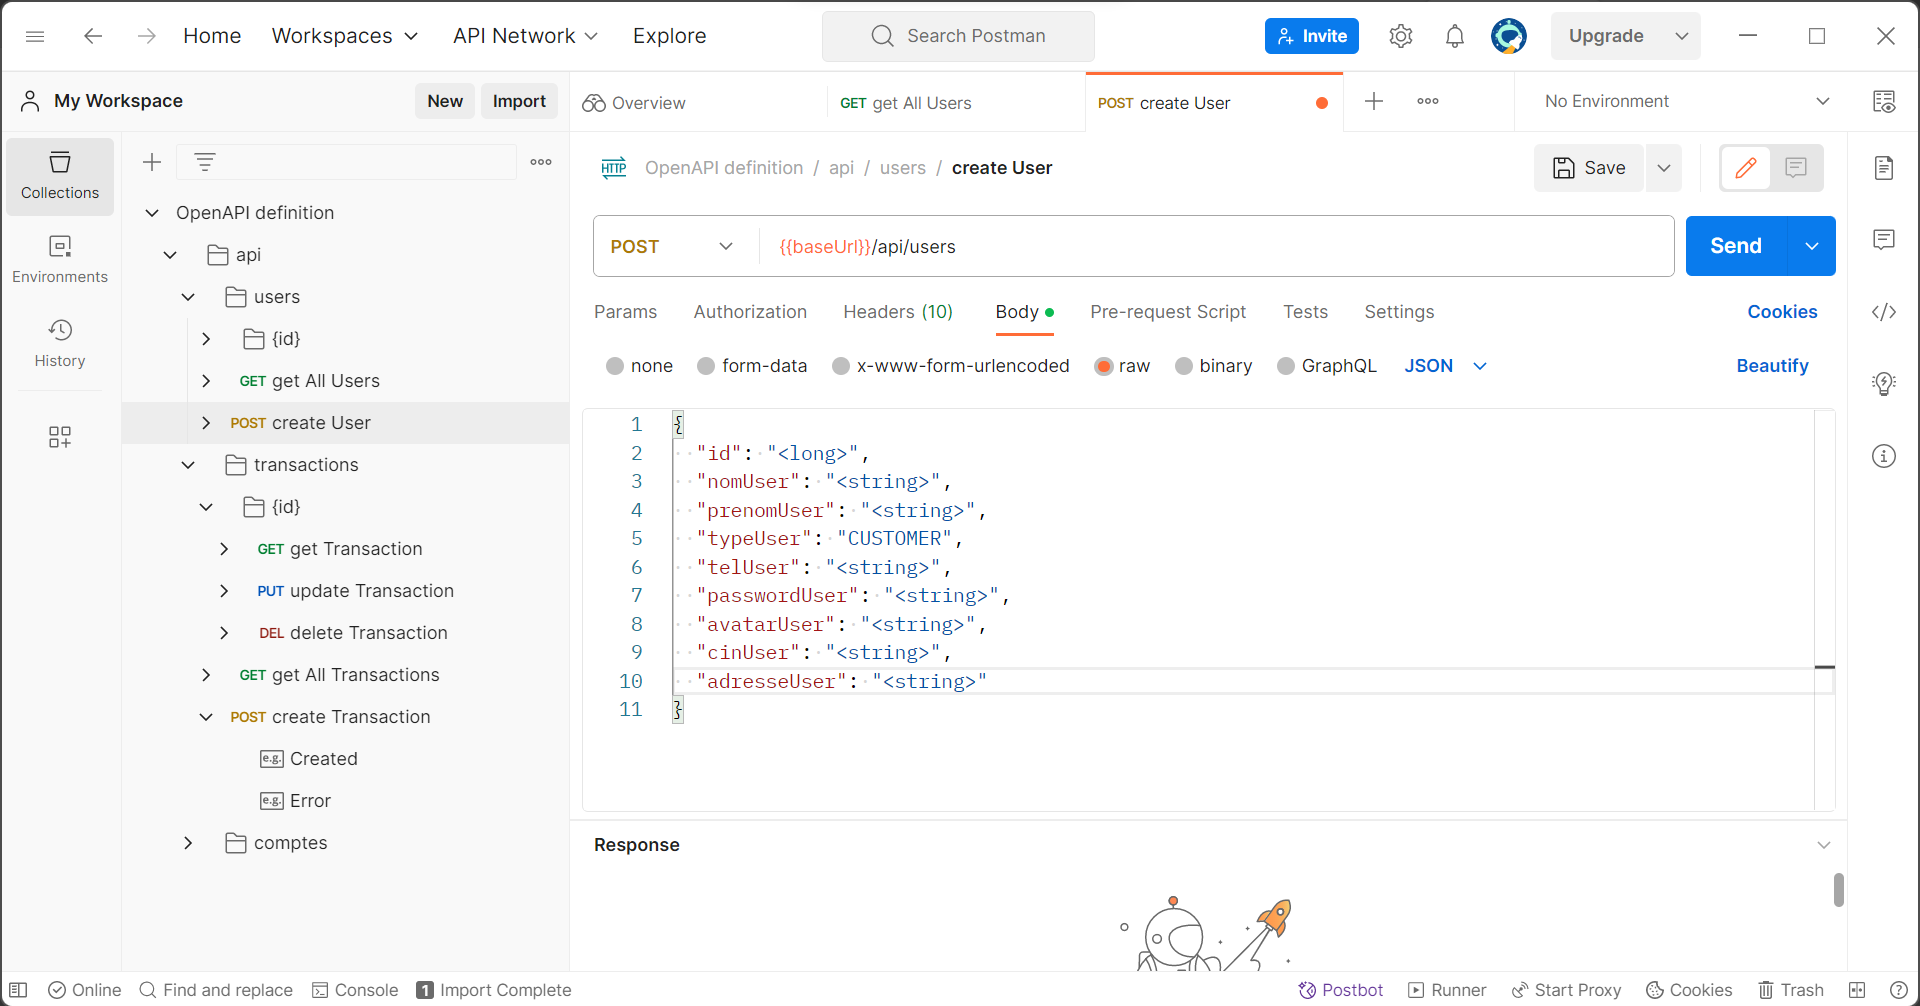 Home Workspaces API Network Explore Search Postman Invite Upgrade
My Workspace New Import
Overview GET get All Users POST create User No Environment
Collections
Environments
History
OpenAPI definition
api
users
{id}
GET get All Users
POST create User
transactions
{id}
GET get Transaction
PUT update Transaction
DEL delete Transaction
GET get All Transactions
POST create Transaction
e.g. Created
e.g. Error
comptes
HTTP OpenAPI definition / api / users / create User Save
POST {{baseUrl}}/api/users Send
Params Authorization Headers (10) Body Pre-request Script Tests Settings Cookies
none form-data x-www-form-urlencoded raw binary GraphQL JSON Beautify
1 {
2 "id": "<long>",
3 "nomUser": "<string>",
4 "prenomUser": "<string>",
5 "typeUser": "CUSTOMER",
6 "telUser": "<string>",
7 "passwordUser": "<string>",
8 "avatarUser": "<string>",
9 "cinUser": "<string>",
10 "adresseUser": "<string>"
11 }
Response
Online Find and replace Console 1 Import Complete Postbot Runner Start Proxy Cookies Trash